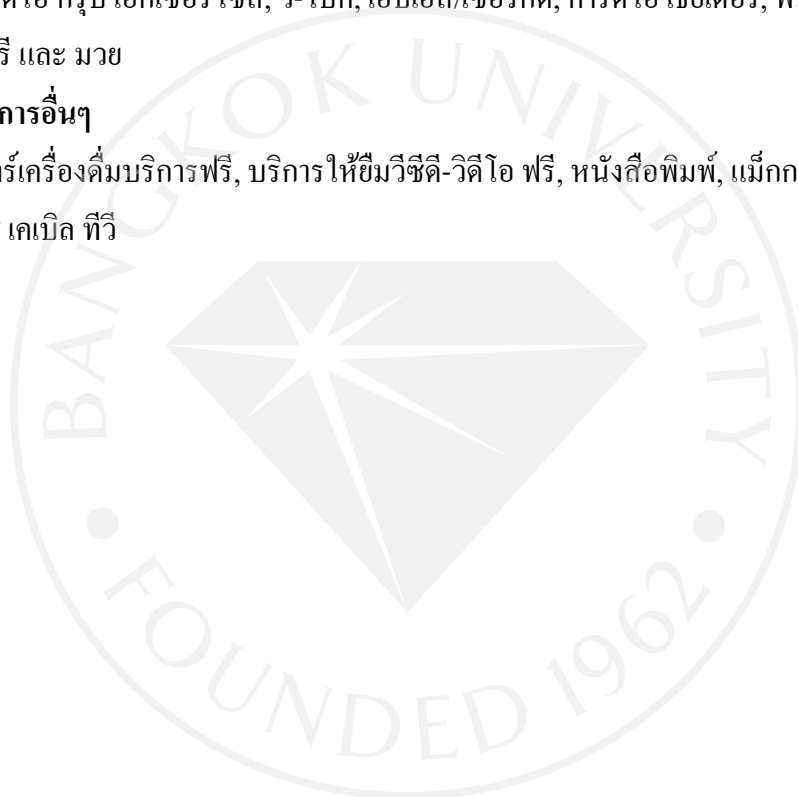 รี และ มวย
การอื่นๆ
ร์เครื่องดื่มบริการฟรี, บริการให้ยืมวีซีดี-วิดีโอ ฟรี, หนังสือพิมพ์, แม็กกา
เคเบิล ทีวี
BANGKOK UNIVERSITY
FOUNDED 1962